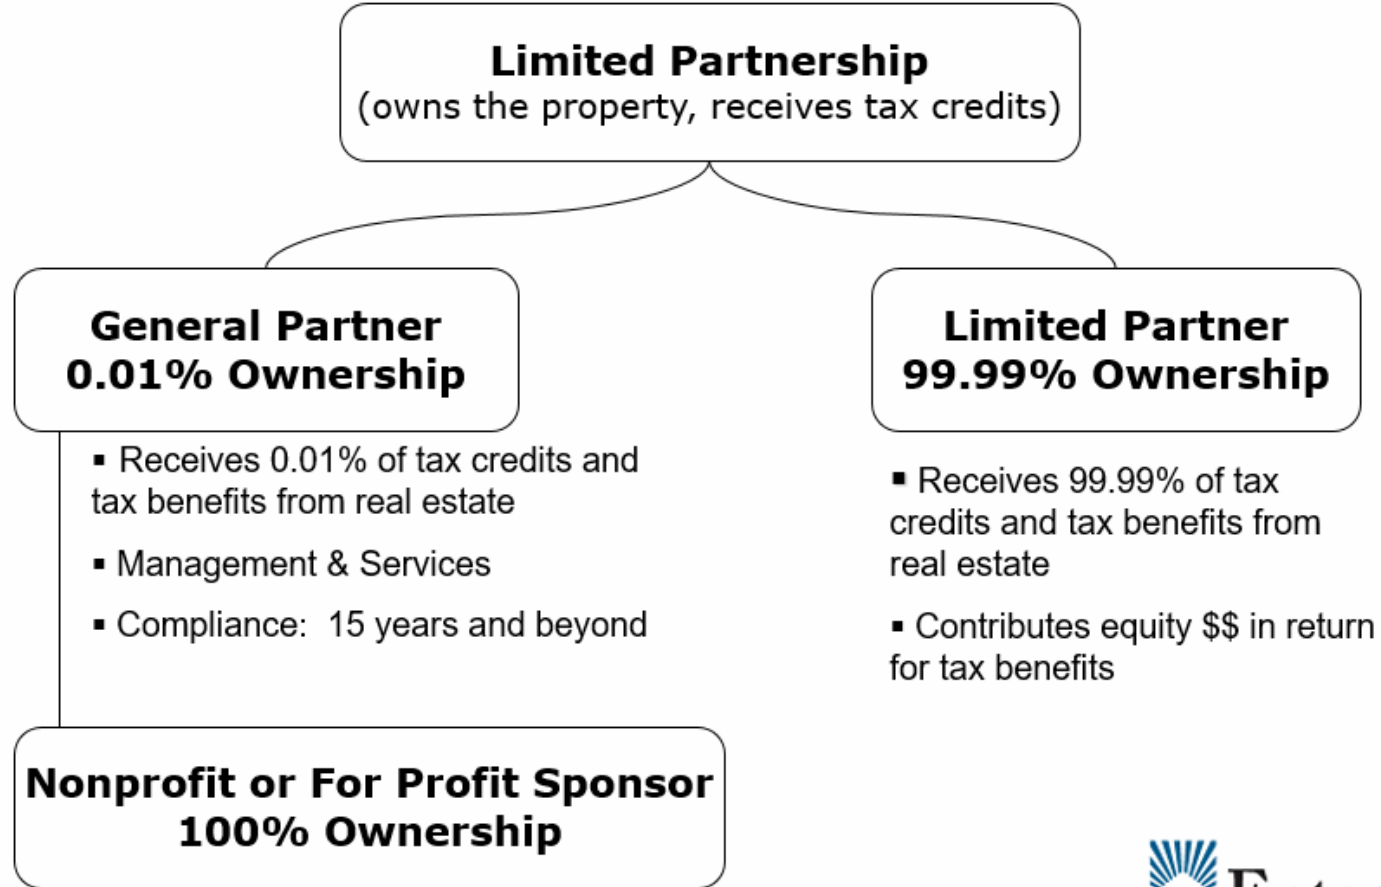 Limited Partnership
(owns the property, receives tax credits)
General Partner
0.01% Ownership
Limited Partner
99.99% Ownership
▪ Receives 0.01% of tax credits and
tax benefits from real estate
▪ Management & Services
▪ Compliance:  15 years and beyond
▪ Receives 99.99% of tax
credits and tax benefits from
real estate
▪ Contributes equity $$ in return
for tax benefits
Nonprofit or For Profit Sponsor
100% Ownership